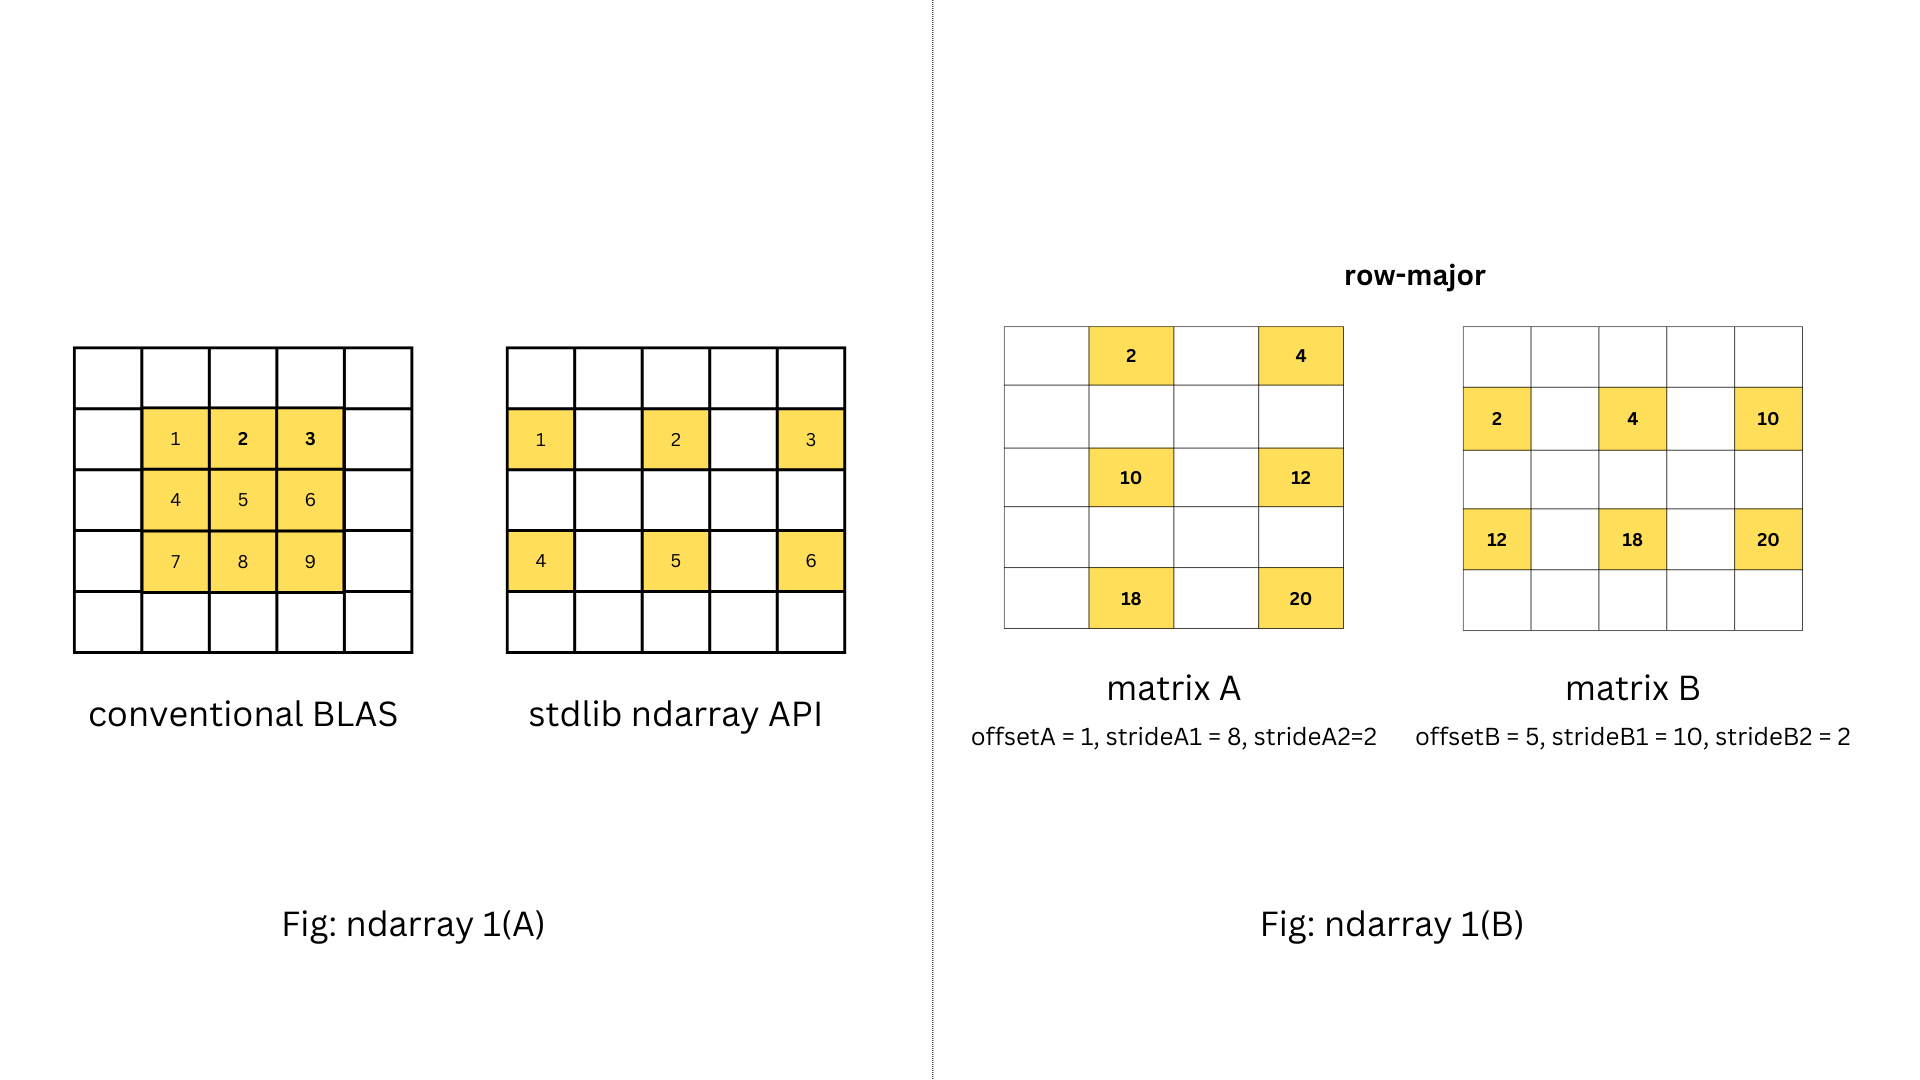 1 2 3
4 5 6
7 8 9
conventional BLAS
1 2 3
4 5 6
stdlib ndarray API
Fig: ndarray 1(A)
row-major
2 4
10 12
18 20
matrix A
offsetA = 1, strideA1 = 8, strideA2=2
2 4 10
12 18 20
matrix B
offsetB = 5, strideB1 = 10, strideB2 = 2
Fig: ndarray 1(B)